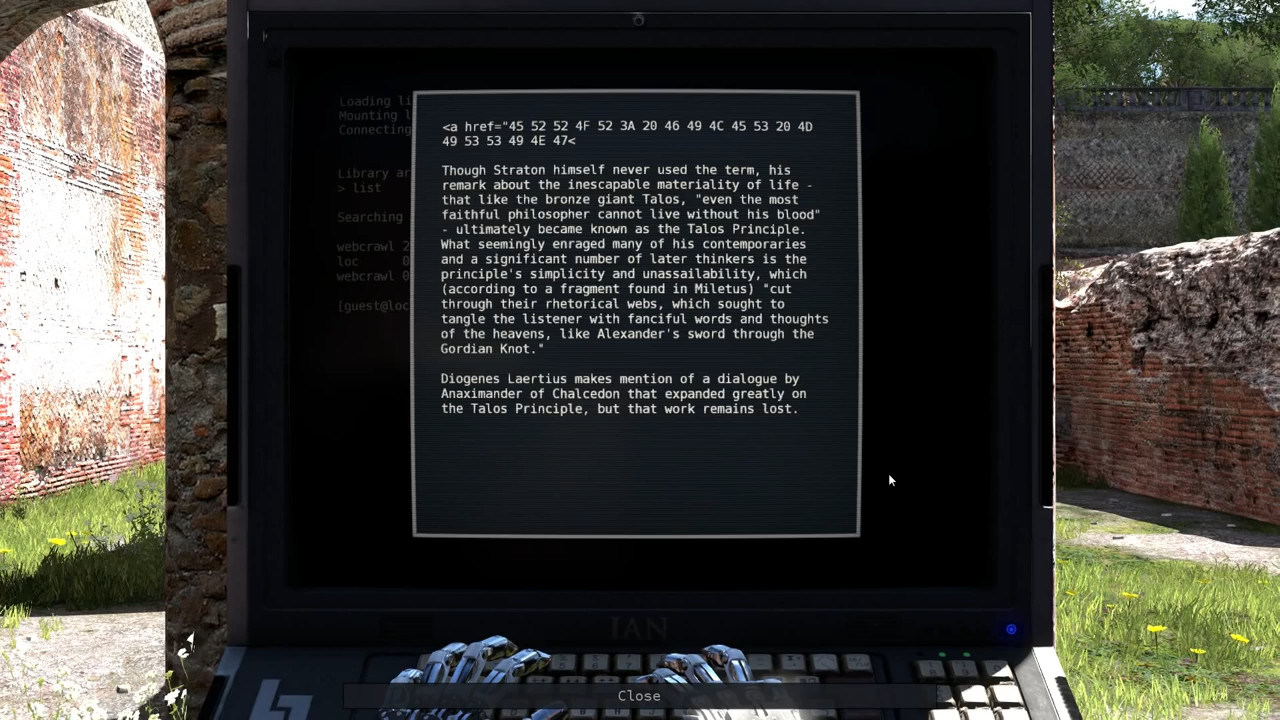 Loading li
Mounting l
Connecting
Library ar
> list
Searching
webcrawl 2
loc 0
webcrawl 0
[guest@loc
<a href="45 52 52 4F 52 3A 20 46 49 4C 45 53 20 4D
49 53 53 49 4E 47<
Though Straton himself never used the term, his
remark about the inescapable materiality of life -
that like the bronze giant Talos, "even the most
faithful philosopher cannot live without his blood"
- ultimately became known as the Talos Principle.
What seemingly enraged many of his contemporaries
and a significant number of later thinkers is the
principle's simplicity and unassailability, which
(according to a fragment found in Miletus) "cut
through their rhetorical webs, which sought to
tangle the listener with fanciful words and thoughts
of the heavens, like Alexander's sword through the
Gordian Knot."
Diogenes Laertius makes mention of a dialogue by
Anaximander of Chalcedon that expanded greatly on
the Talos Principle, but that work remains lost.
IAN
Close